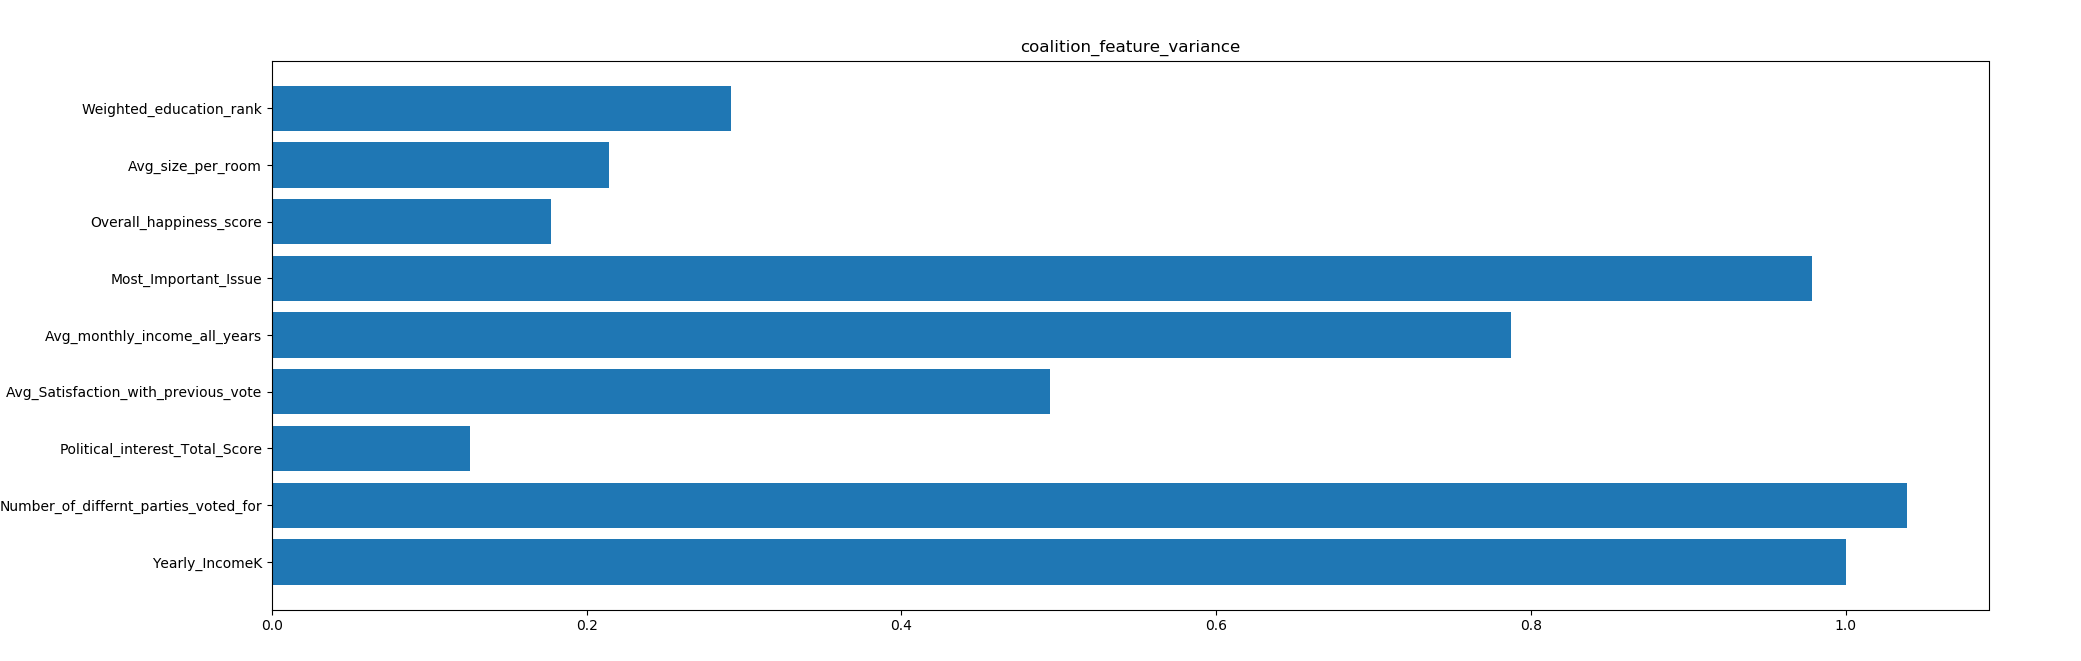 coalition_feature_variance
Weighted_education_rank
Avg_size_per_room
Overall_happiness_score
Most_Important_Issue
Avg_monthly_income_all_years
Avg_Satisfaction_with_previous_vote
Political_interest_Total_Score
Number_of_differnt_parties_voted_for
Yearly_IncomeK
0.0 0.2 0.4 0.6 0.8 1.0